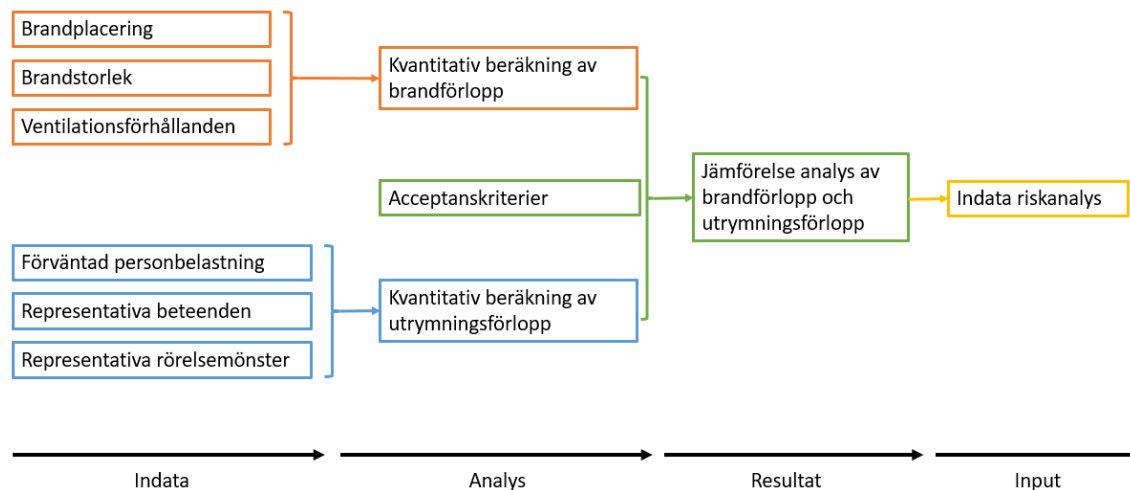 Brandplacering
Brandstorlek
Ventilationsförhållanden
Kvantitativ beräkning av
brandförlopp
Acceptanskriterier
Förväntad personbelastning
Representativa beteenden
Representativa rörelsemönster
Kvantitativ beräkning av
utrymningsförlopp
Jämförelse analys av
brandförlopp och
utrymningsförlopp
Indata riskanalys
Indata
Analys
Resultat
Input